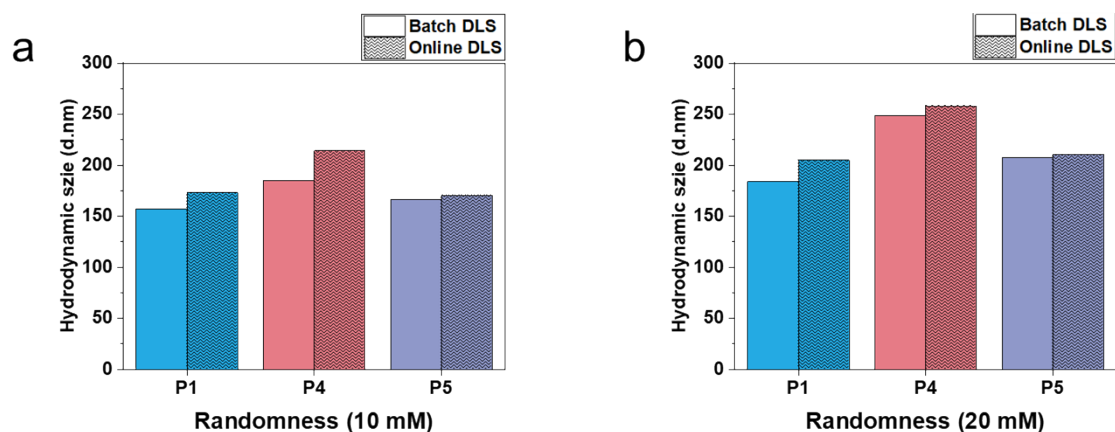 a
Batch DLS
Online DLS
Hydrodynamic szie (d.nm)
300
250
200
150
100
50
0
P1
P4
P5
Randomness (10 mM)
b
Batch DLS
Online DLS
Hydrodynamic szie (d.nm)
300
250
200
150
100
50
0
P1
P4
P5
Randomness (20 mM)